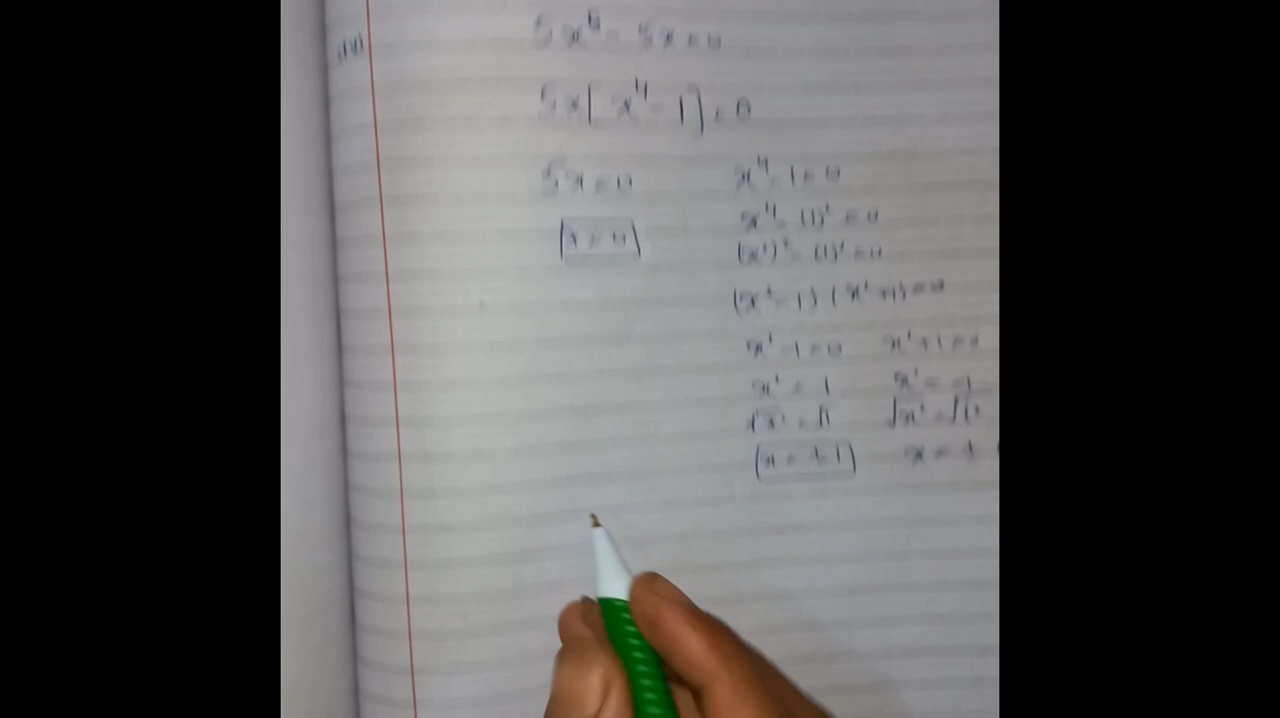 (iv) 5x⁵ - 5x = 0
5x[x⁴ - 1] = 0
5x = 0 x⁴ - 1 = 0
x⁴ - (1)² = 0
x = 0 (x²)² - (1)² = 0
(x² - 1) (x² + 1) = 0
x² - 1 = 0 x² + 1 = 0
x² = 1 x² = -1
√x² = √1 √x² =
x = ±1 x = ±